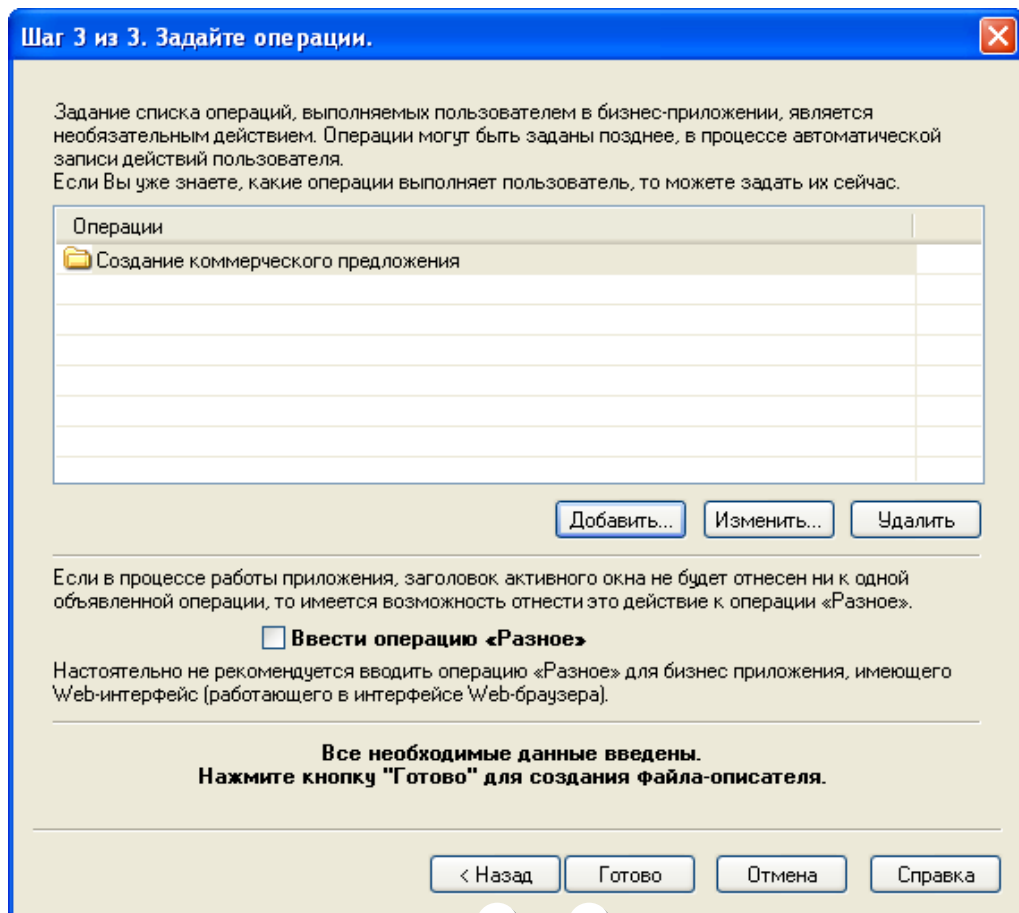 Шаг 3 из 3. Задайте операции.
Задание списка операций, выполняемых пользователем в бизнес-приложении, является
необязательным действием. Операции могут быть заданы позднее, в процессе автоматической
записи действий пользователя.
Если Вы уже знаете, какие операции выполняет пользователь, то можете задать их сейчас.
Операции
Создание коммерческого предложения
Добавить... Изменить... Удалить
Если в процессе работы приложения, заголовок активного окна не будет отнесен ни к одной
объявленной операции, то имеется возможность отнести это действие к операции «Разное».
Ввести операцию «Разное»
Настоятельно не рекомендуется вводить операцию «Разное» для бизнес приложения, имеющего
Web-интерфейс (работающего в интерфейсе Web-браузера).
Все необходимые данные введены.
Нажмите кнопку "Готово" для создания файла-описателя.
< Назад Готово Отмена Справка